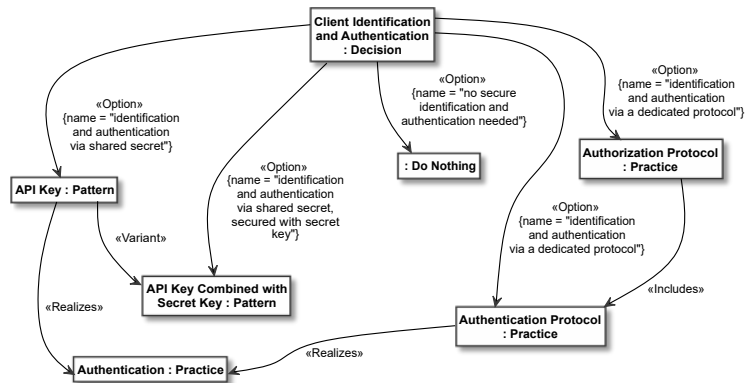 Client Identification
and Authentication
: Decision
«Option»
{name = "identification
and authentication
via shared secret"}
«Option»
{name = "no secure
identification and
authentication needed"}
«Option»
{name = "identification
and authentication
via a dedicated protocol"}
: Do Nothing
Authorization Protocol
: Practice
API Key : Pattern
«Option»
{name = "identification
and authentication
via shared secret,
secured with secret
key"}
«Option»
{name = "identification
and authentication
via a dedicated protocol"}
«Variant»
API Key Combined with
Secret Key : Pattern
«Includes»
«Realizes»
Authentication Protocol
: Practice
«Realizes»
Authentication : Practice